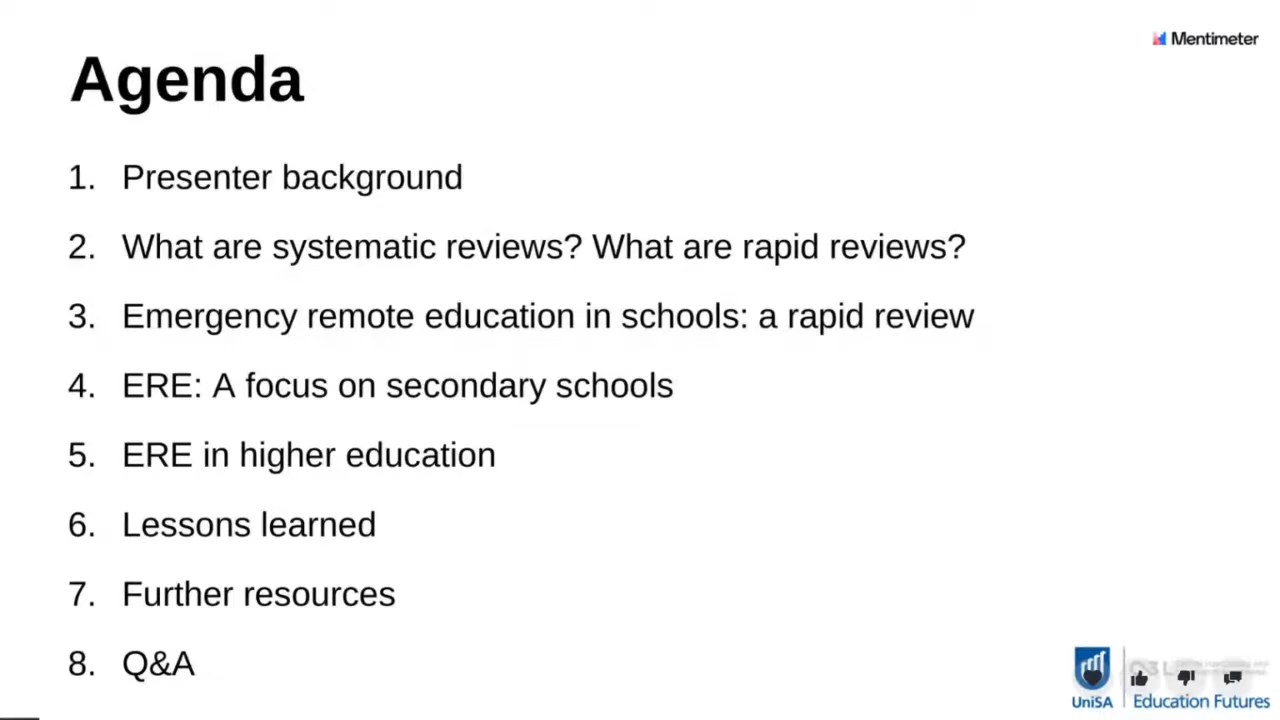 Mentimeter
Agenda
1. Presenter background
2. What are systematic reviews? What are rapid reviews?
3. Emergency remote education in schools: a rapid review
4. ERE: A focus on secondary schools
5. ERE in higher education
6. Lessons learned
7. Further resources
8. Q&A
UniSA
Education Futures